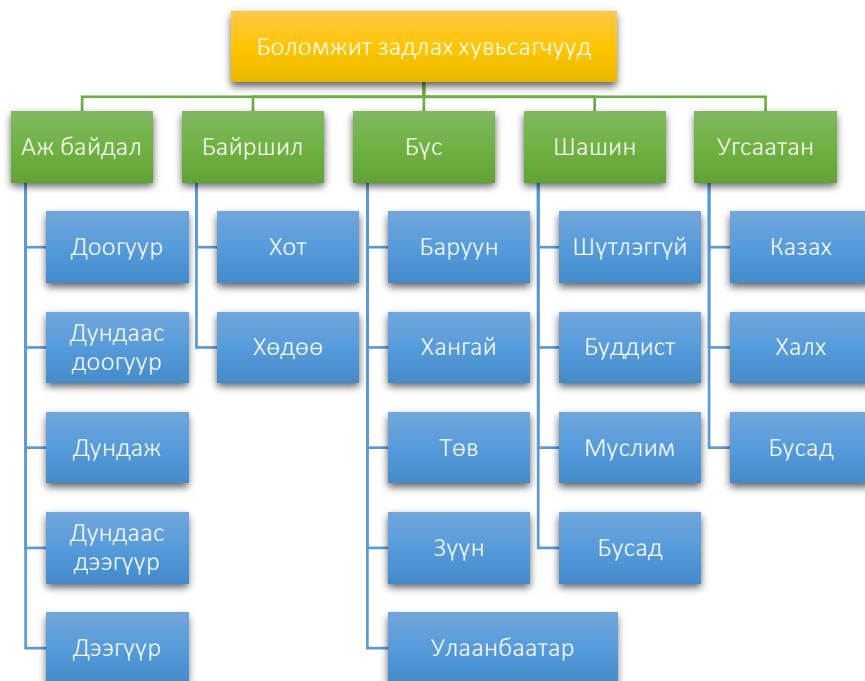 Боломжит задлах хувьсагчууд
Аж байдал
Байршил
Бүс
Шашин
Угсаатан
Доогуур
Дундаас
доогуур
Дундаж
Дундаас
дээгүүр
Дээгүүр
Хот
Хөдөө
Баруун
Хангай
Төв
Зүүн
Улаанбаатар
Шүтлэггүй
Буддист
Муслим
Бусад
Казах
Халх
Бусад